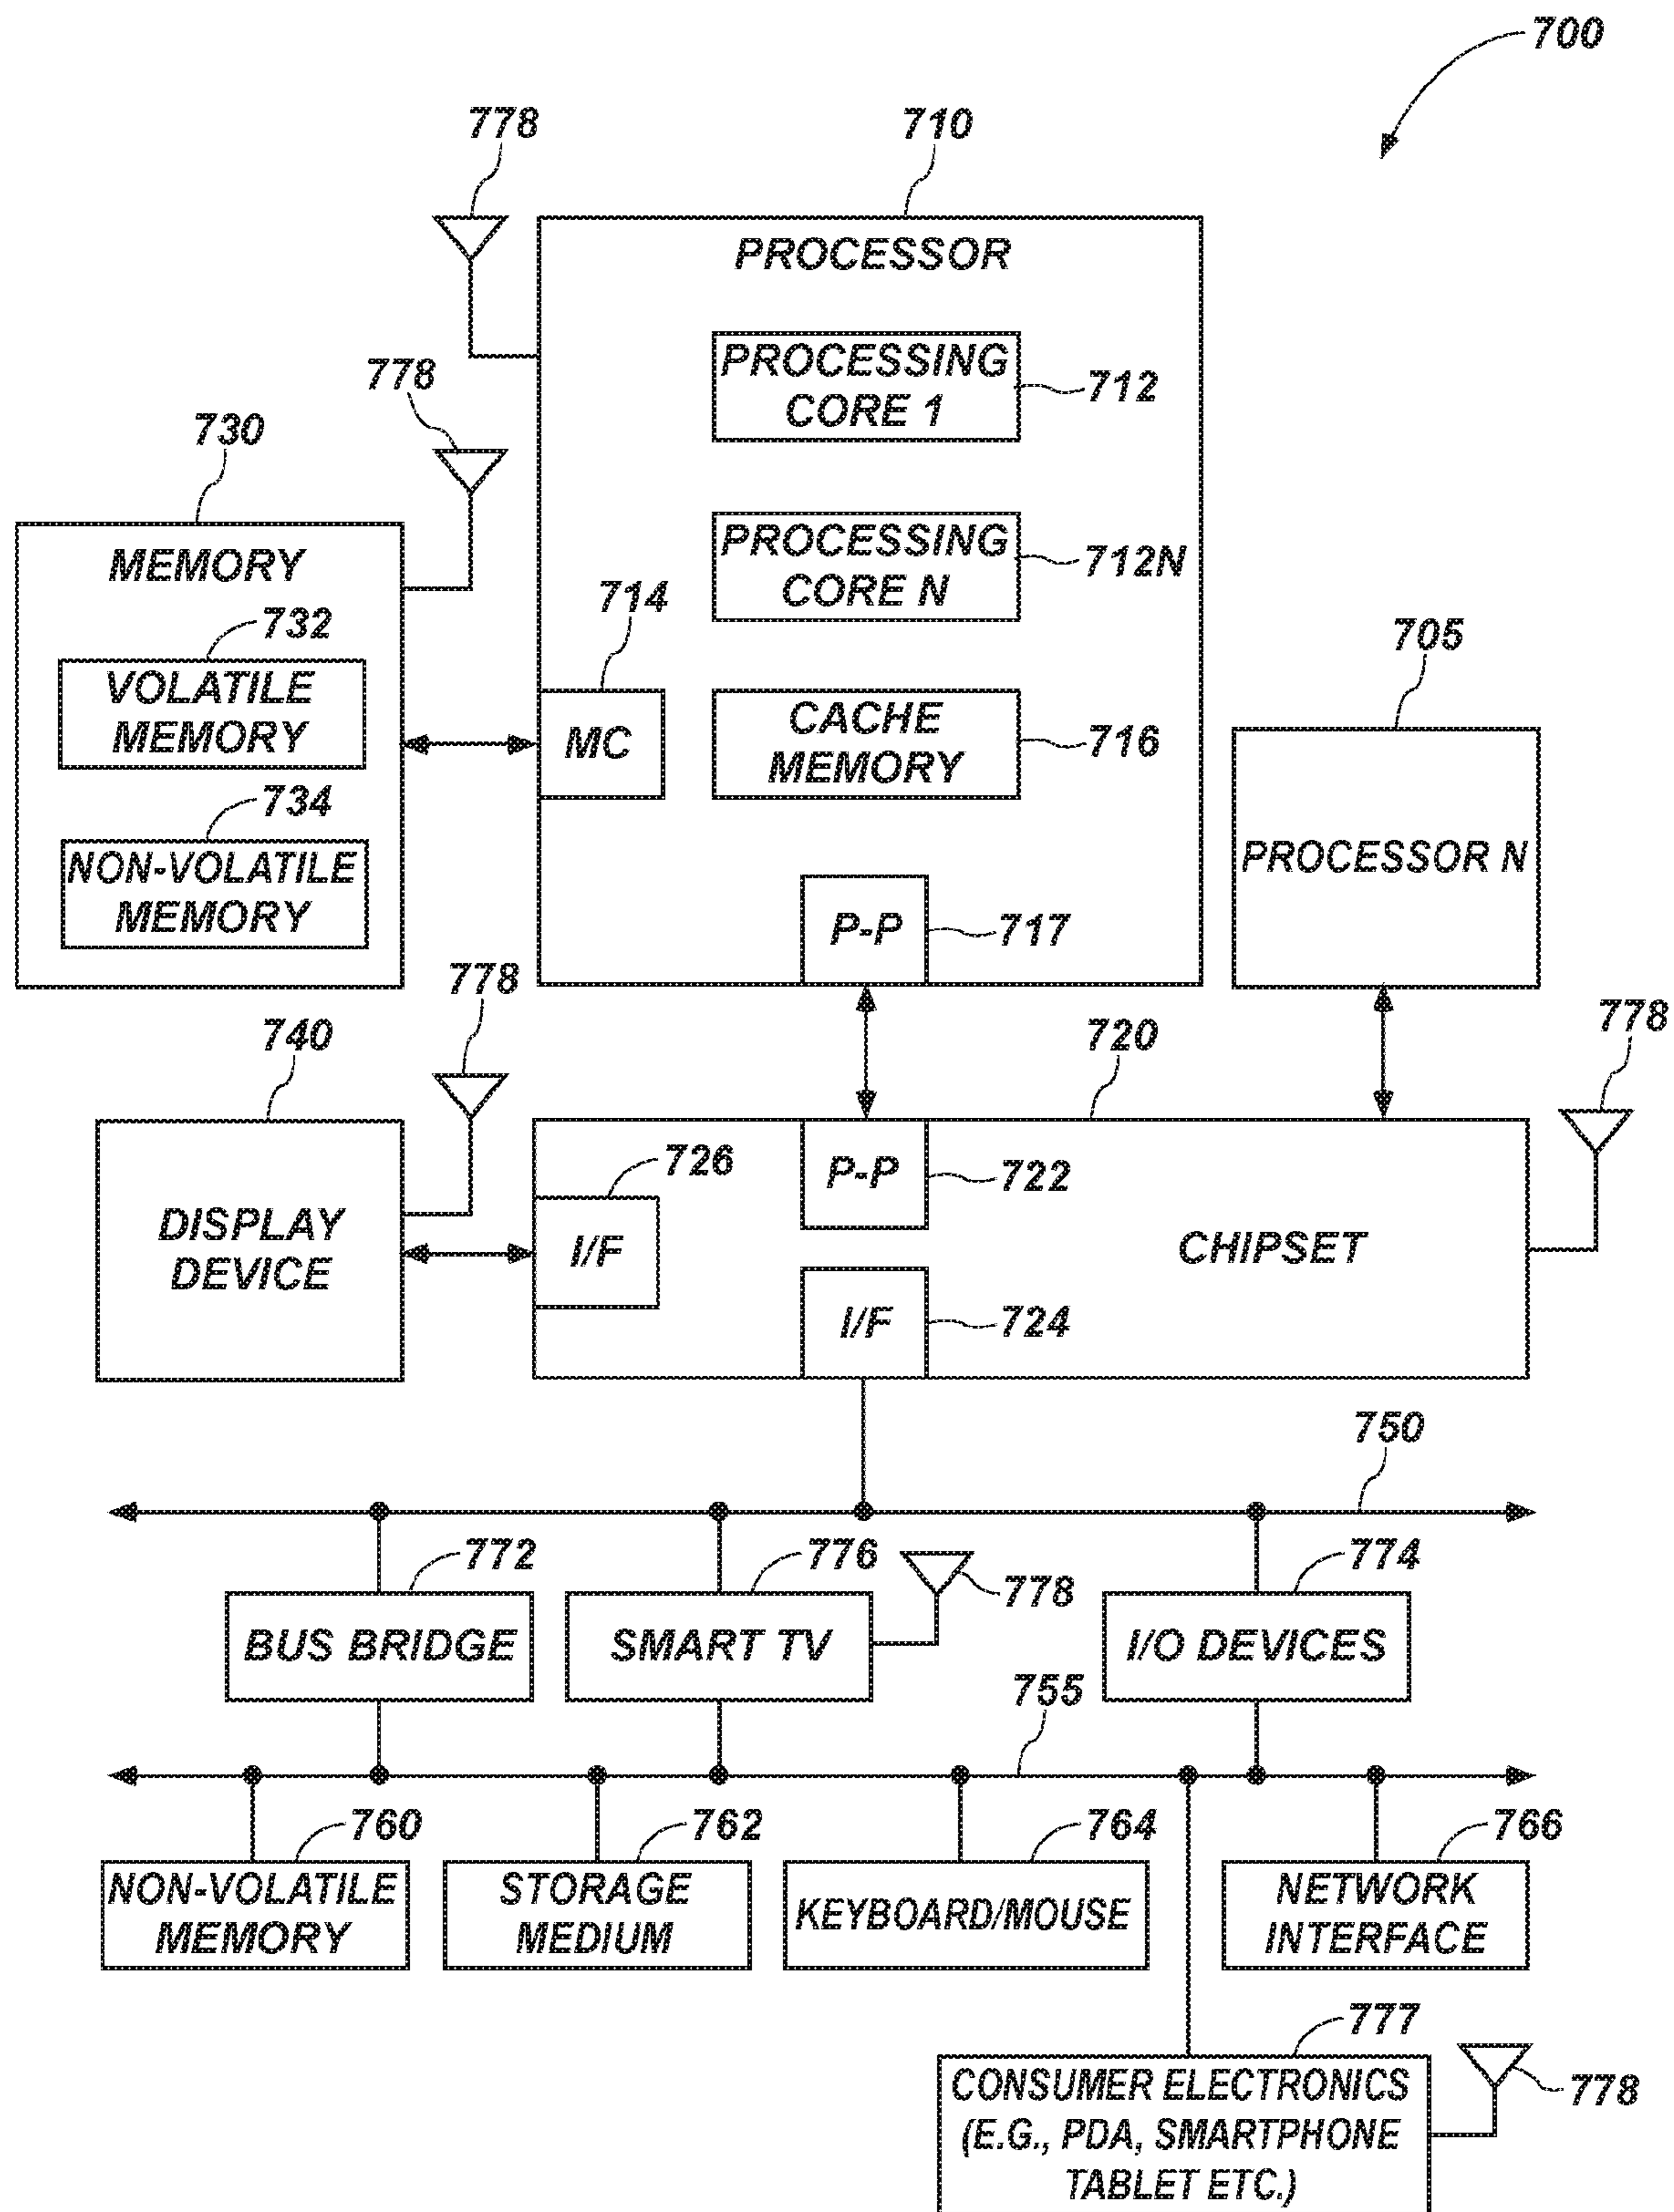 700
778
710
PROCESSOR
PROCESSING
CORE 1
712
778
730
MEMORY
PROCESSING
CORE N
712N
714
732
VOLATILE
MEMORY
MC
CACHE
MEMORY
716
705
PROCESSOR N
734
NON-VOLATILE
MEMORY
P-P
717
778
740
720
778
DISPLAY
DEVICE
726
I/F
P-P
722
CHIPSET
I/F
724
750
772
776
778
774
BUS BRIDGE
SMART TV
I/O DEVICES
755
760
762
764
766
NON-VOLATILE
MEMORY
STORAGE
MEDIUM
KEYBOARD/MOUSE
NETWORK
INTERFACE
777
CONSUMER ELECTRONICS
(E.G., PDA, SMARTPHONE
TABLET ETC.)
778